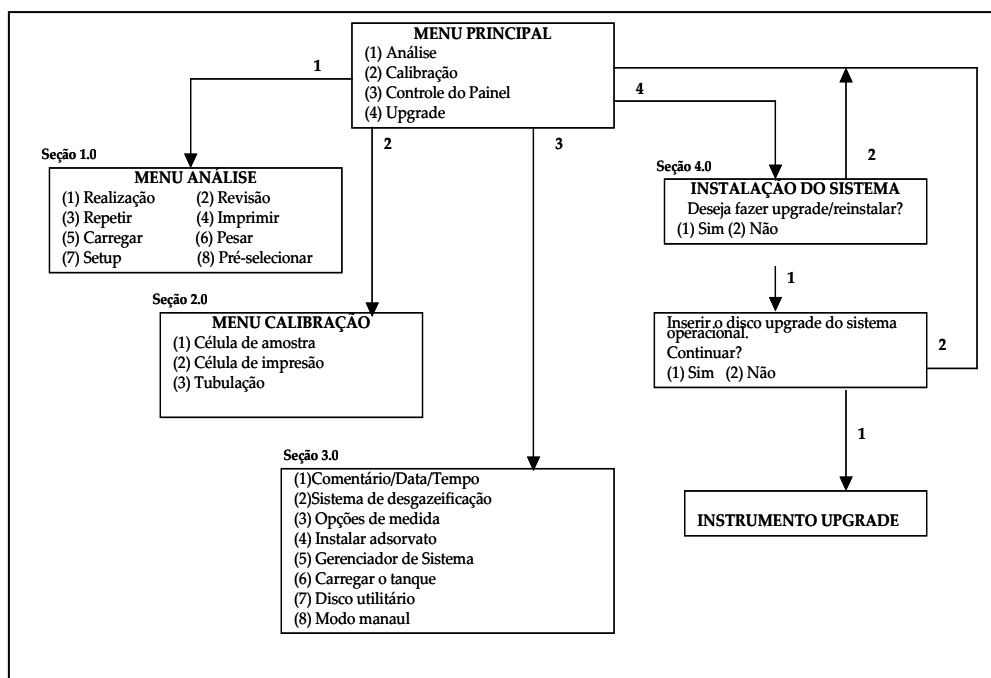 MENU PRINCIPAL
(1) Análise
(2) Calibração
(3) Controle do Painel
(4) Upgrade
1
2
3
4
2
Seção 1.0
MENU ANÁLISE
(1) Realização (2) Revisão
(3) Repetir (4) Imprimir
(5) Carregar (6) Pesar
(7) Setup (8) Pré-selecionar
Seção 4.0
INSTALAÇÃO DO SISTEMA
Deseja fazer upgrade/reinstalar?
(1) Sim (2) Não
1
Seção 2.0
MENU CALIBRAÇÃO
(1) Célula de amostra
(2) Célula de impresão
(3) Tubulação
Inserir o disco upgrade do sistema
operacional.
Continuar?
(1) Sim (2) Não
2
1
Seção 3.0
(1)Comentário/Data/Tempo
(2)Sistema de desgazeificação
(3) Opções de medida
(4) Instalar adsorvato
(5) Gerenciador de Sistema
(6) Carregar o tanque
(7) Disco utilitário
(8) Modo manaul
INSTRUMENTO UPGRADE